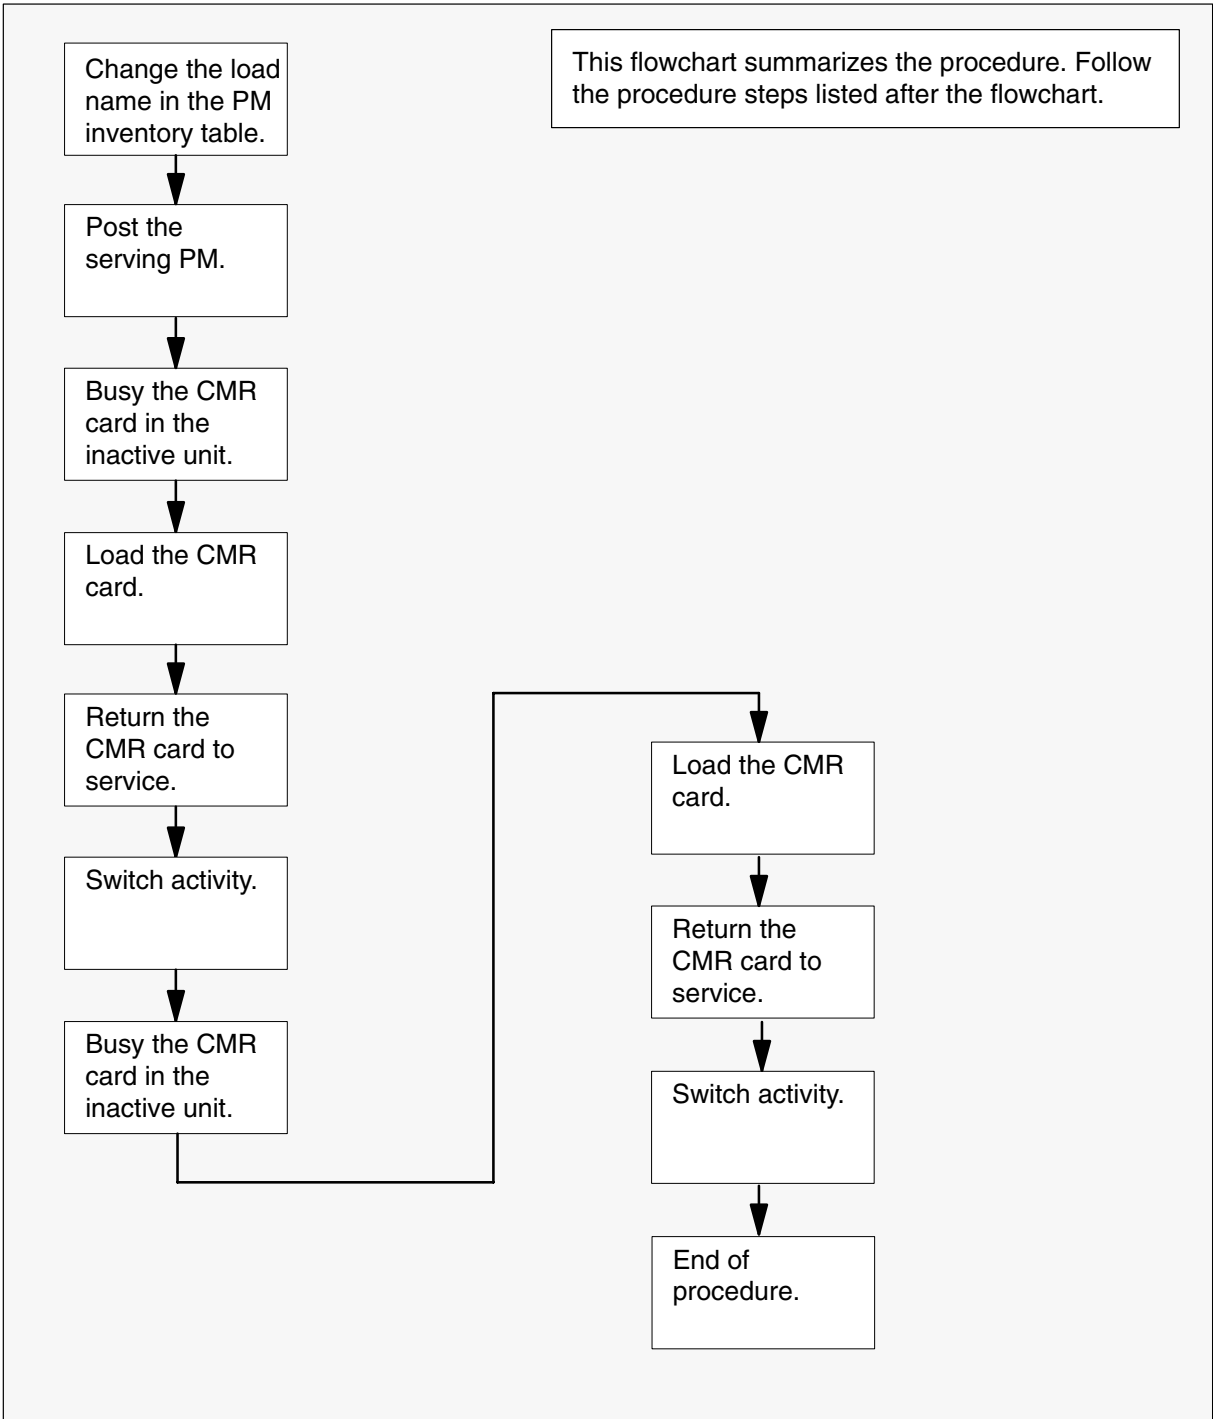 Change the load
name in the PM
inventory table.
This flowchart summarizes the procedure. Follow
the procedure steps listed after the flowchart.
Post the
serving PM.
Busy the CMR
card in the
inactive unit.
Load the CMR
card.
Return the
CMR card to
service.
Switch activity.
Busy the CMR
card in the
inactive unit.
Load the CMR
card.
Return the
CMR card to
service.
Switch activity.
End of
procedure.